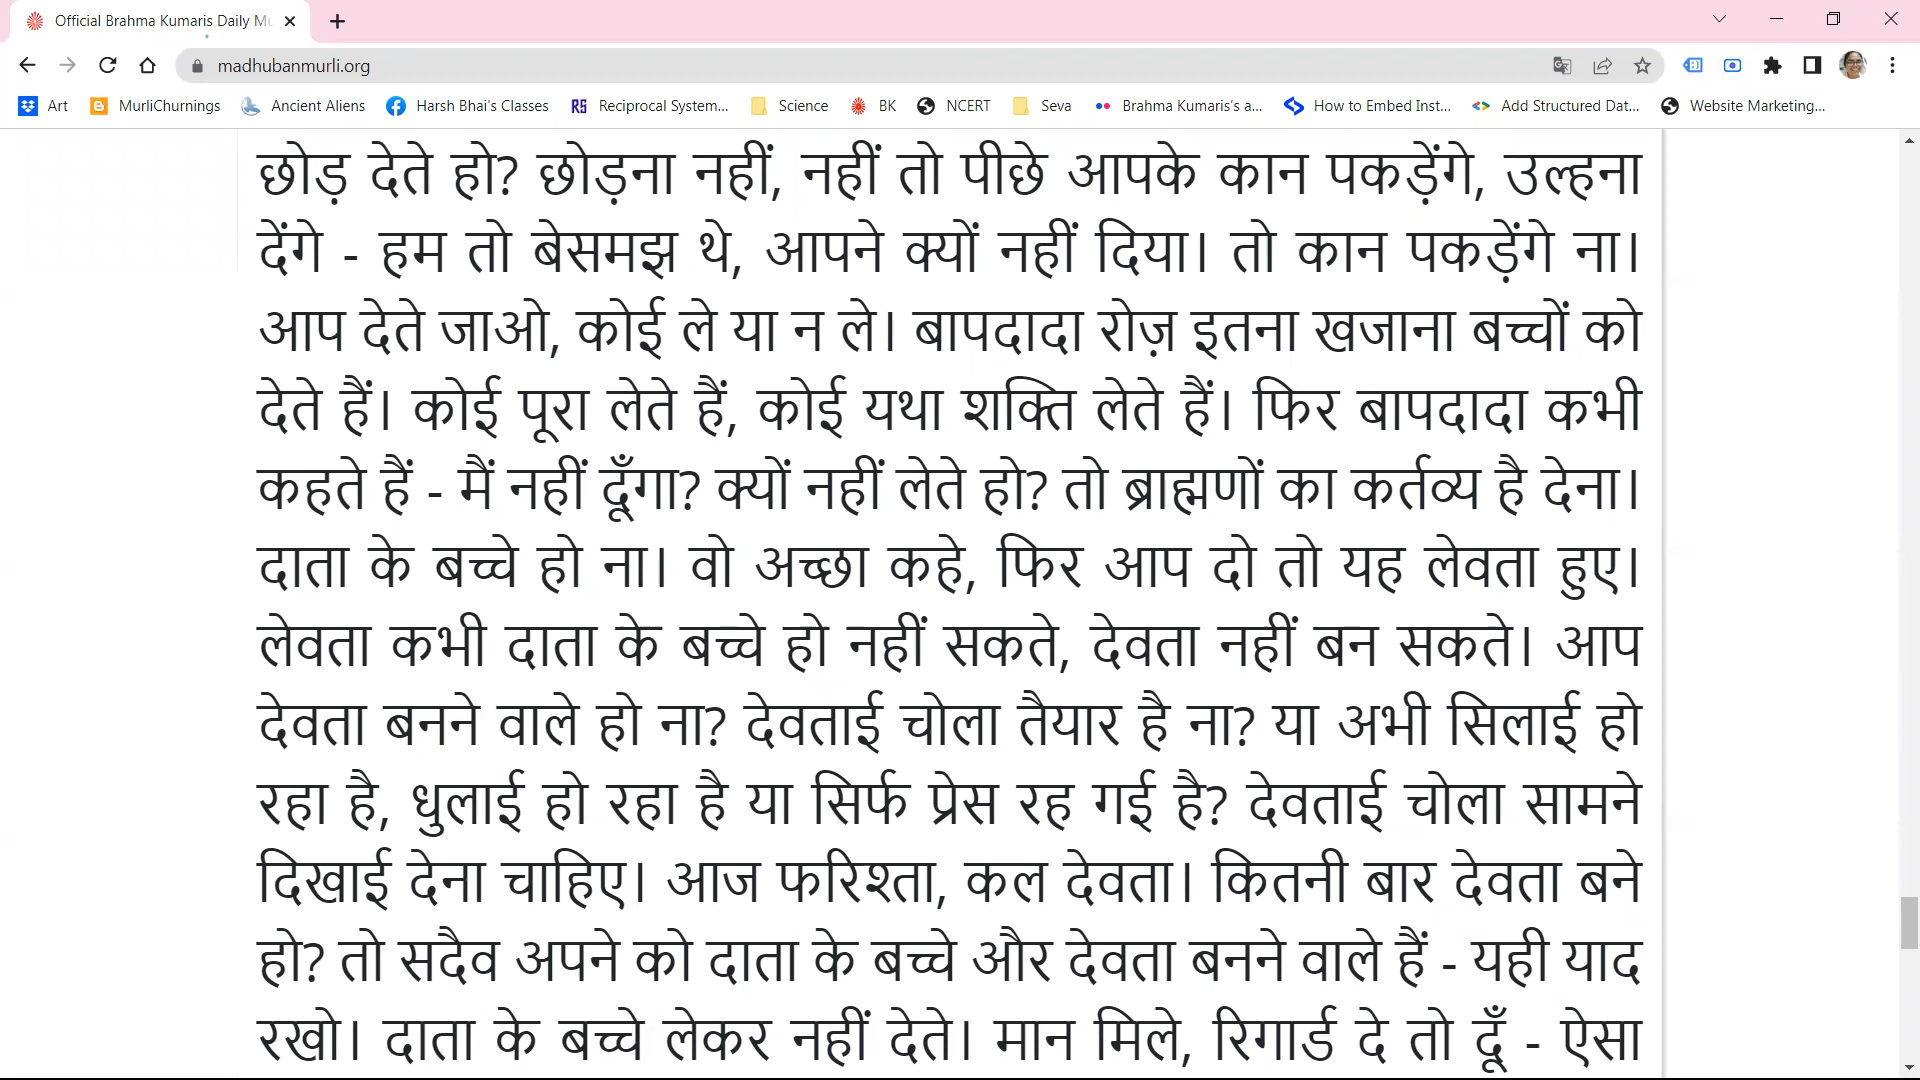 Official Brahma Kumaris Daily Mu
madhubanmurli.org
Art MurliChurnings Ancient Aliens Harsh Bhai's Classes RS Reciprocal System... Science BK NCERT Seva Brahma Kumaris's a... How to Embed Inst... Add Structured Dat... Website Marketing...
छोड़ देते हो? छोड़ना नहीं, नहीं तो पीछे आपके कान पकड़ेंगे, उल्हना
देंगे - हम तो बेसमझ थे, आपने क्यों नहीं दिया। तो कान पकड़ेंगे ना।
आप देते जाओ, कोई ले या न ले। बापदादा रोज़ इतना खजाना बच्चों को
देते हैं। कोई पूरा लेते हैं, कोई यथा शक्ति लेते हैं। फिर बापदादा कभी
कहते हैं - मैं नहीं दूँगा? क्यों नहीं लेते हो? तो ब्राह्मणों का कर्तव्य है देना।
दाता के बच्चे हो ना। वो अच्छा कहे, फिर आप दो तो यह लेवता हुए।
लेवता कभी दाता के बच्चे हो नहीं सकते, देवता नहीं बन सकते। आप
देवता बनने वाले हो ना? देवताई चोला तैयार है ना? या अभी सिलाई हो
रहा है, धुलाई हो रहा है या सिर्फ प्रेस रह गई है? देवताई चोला सामने
दिखाई देना चाहिए। आज फरिश्ता, कल देवता। कितनी बार देवता बने
हो? तो सदैव अपने को दाता के बच्चे और देवता बनने वाले हैं - यही याद
रखो। दाता के बच्चे लेकर नहीं देते। मान मिले, रिगार्ड दे तो दूँ - ऐसा